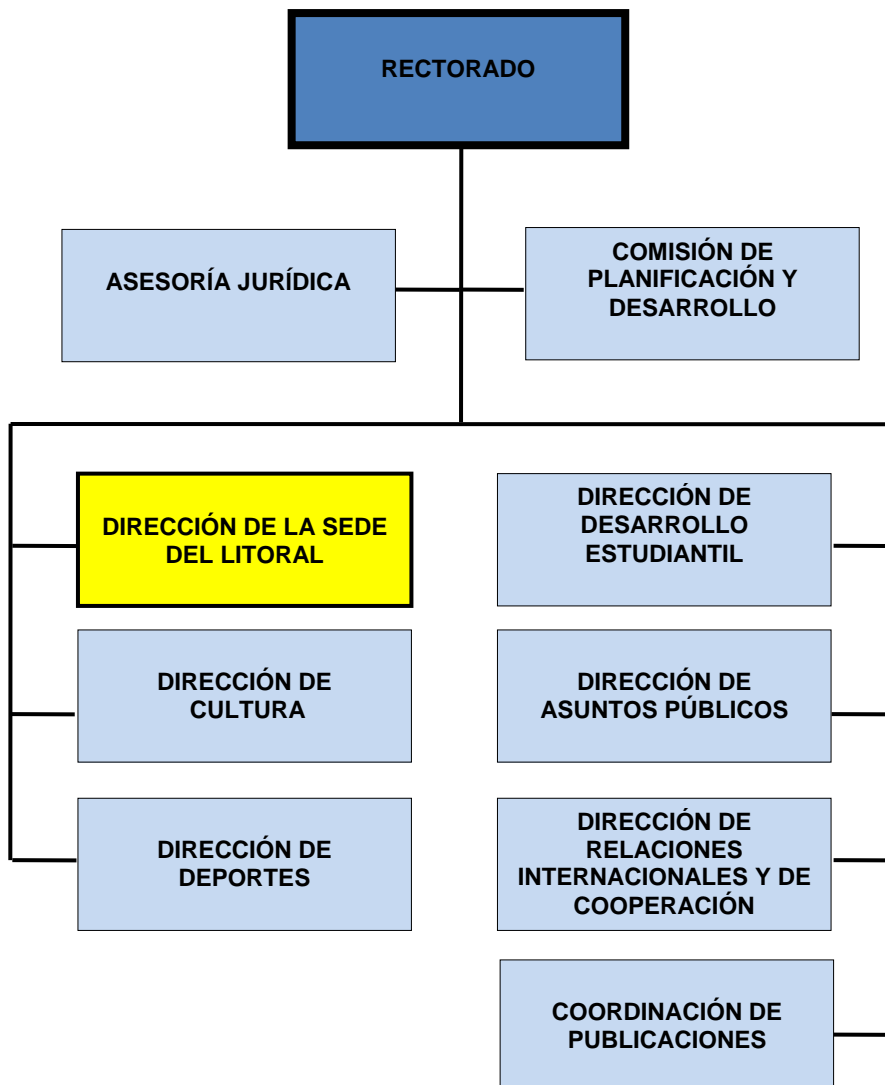 RECTORADO
ASESORÍA JURÍDICA
COMISIÓN DE
PLANIFICACIÓN Y
DESARROLLO
DIRECCIÓN DE LA SEDE
DEL LITORAL
DIRECCIÓN DE
DESARROLLO
ESTUDIANTIL
DIRECCIÓN DE
CULTURA
DIRECCIÓN DE
ASUNTOS PÚBLICOS
DIRECCIÓN DE
DEPORTES
DIRECCIÓN DE
RELACIONES
INTERNACIONALES Y DE
COOPERACIÓN
COORDINACIÓN DE
PUBLICACIONES